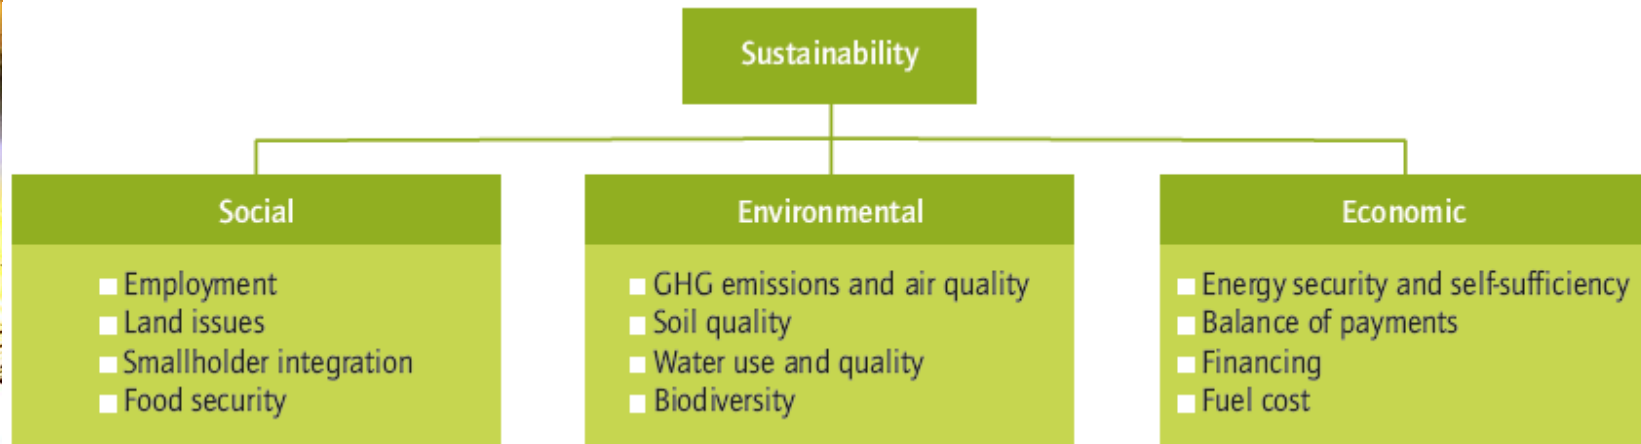 Sustainability
Social
Employment
Land issues
Smallholder integration
Food security
Environmental
GHG emissions and air quality
Soil quality
Water use and quality
Biodiversity
Economic
Energy security and self-sufficiency
Balance of payments
Financing
Fuel cost